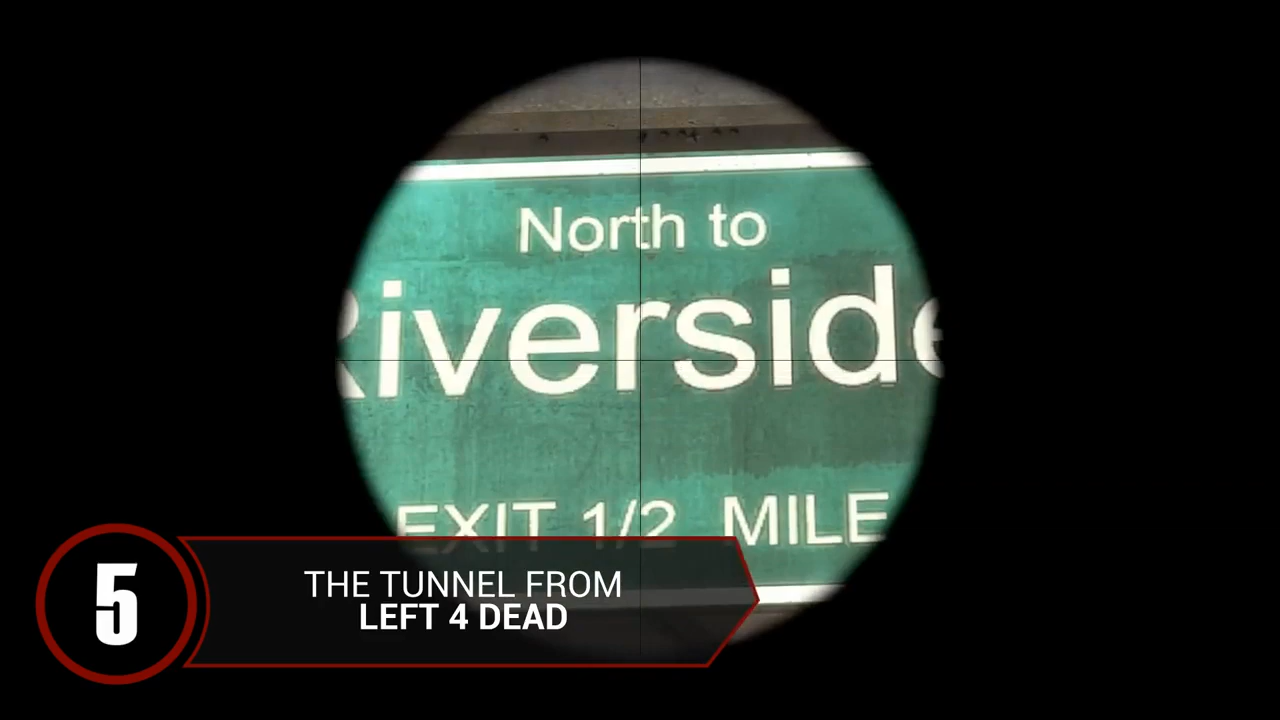 North to
Riverside
EXIT 1/2 MILE
5
THE TUNNEL FROM
LEFT 4 DEAD